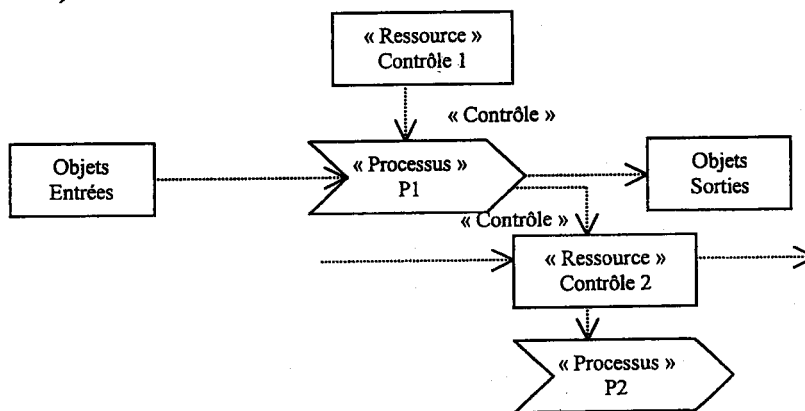 « Ressource »
Contrôle 1
« Contrôle »
Objets
Entrées
« Processus »
P1
Objets
Sorties
« Contrôle »
« Ressource »
Contrôle 2
« Processus »
P2